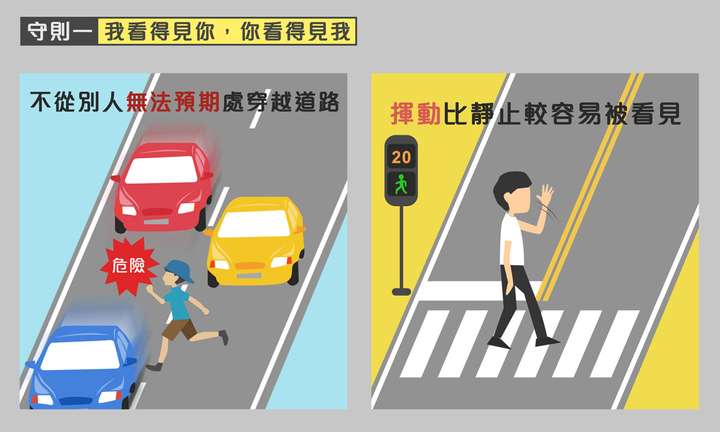 守則一 我看得見你，你看得見我
不從別人無法預期處穿越道路
危險
揮動比靜止較容易被看見
20